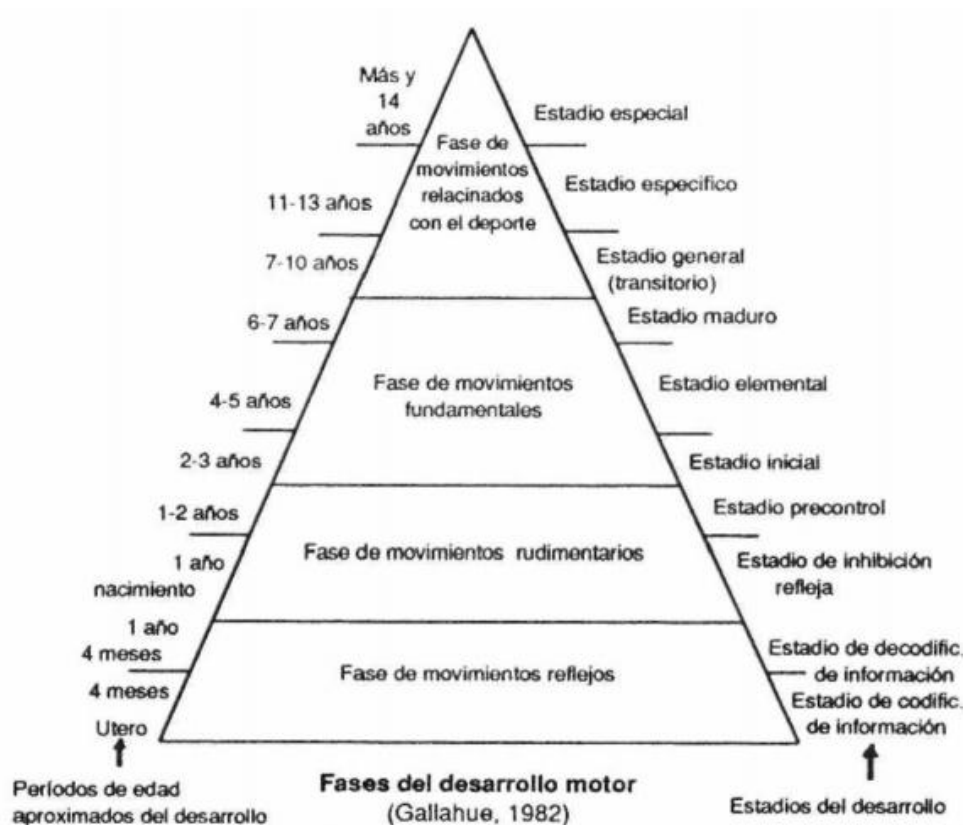 Más y
14
años
Estadio especial
Fase de
movimientos
relacinados
con el deporte
Estadio especifico
11-13 años
7-10 años
Estadio general
(transitorio)
6-7 años
Estadio maduro
Fase de movimientos
fundamentales
Estadio elemental
4-5 años
2-3 años
Estadio inicial
1-2 años
Estadio precontrol
Fase de movimientos rudimentarios
1 año
nacimiento
Estadio de inhibición
refleja
1 año
4 meses
Estadio de decodific.
de información
Fase de movimientos reflejos
4 meses
Utero
Estadio de codific.
de información
Períodos de edad
aproximados del desarrollo
Fases del desarrollo motor
(Gallahue, 1982)
Estadios del desarrollo